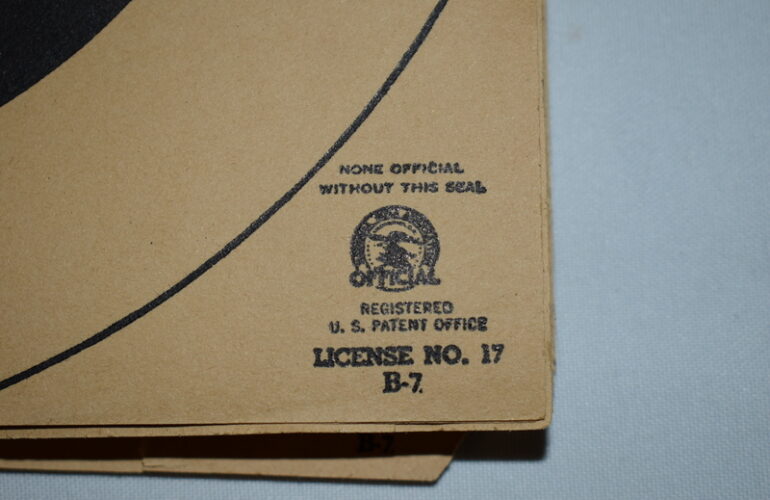 NONE OFFICIAL
WITHOUT THIS SEAL
OFFICIAL
REGISTERED
U. S. PATENT OFFICE
LICENSE NO. 17
B-7
B-7